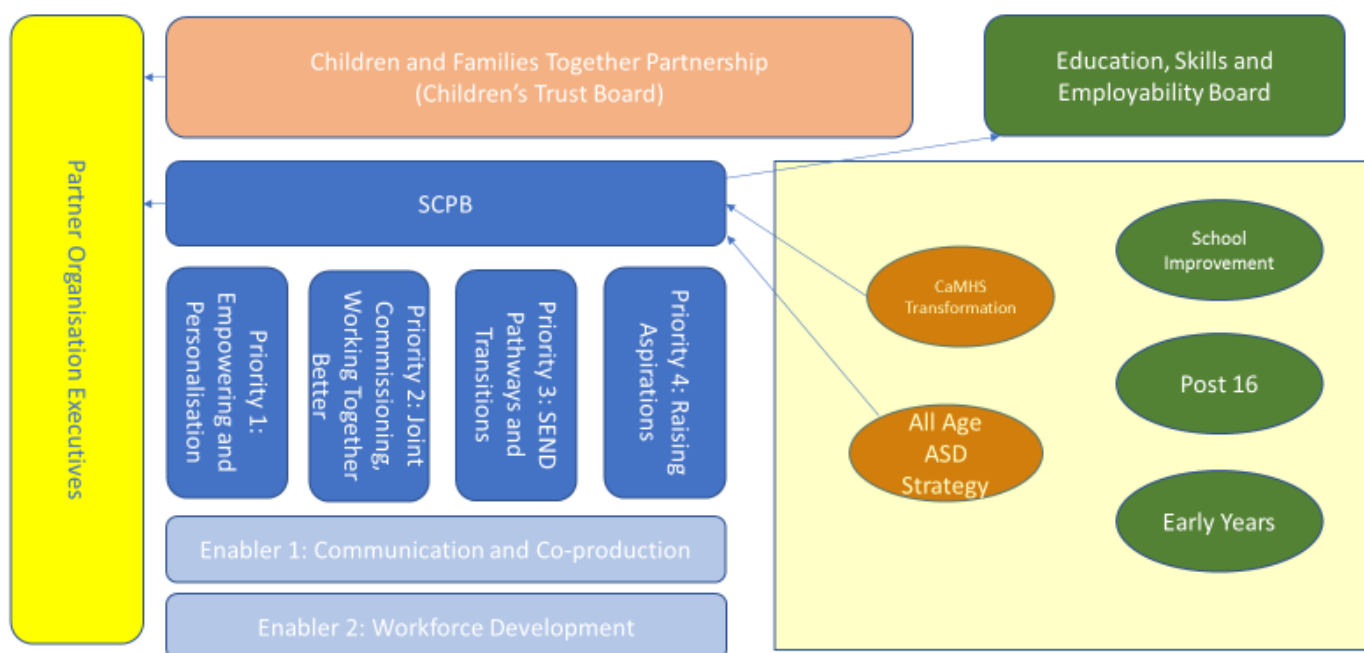 Partner Organisation Executives
Children and Families Together Partnership
(Children's Trust Board)
Education, Skills and
Employability Board
SCPB
Priority 1:
Empowering and
Personalisation
Priority 2: Joint
Commissioning,
Working Together
Better
Priority 3: SEND
Pathways and
Transitions
Priority 4: Raising
Aspirations
Enabler 1: Communication and Co-production
Enabler 2: Workforce Development
CaMHS
Transformation
All Age
ASD
Strategy
School
Improvement
Post 16
Early Years